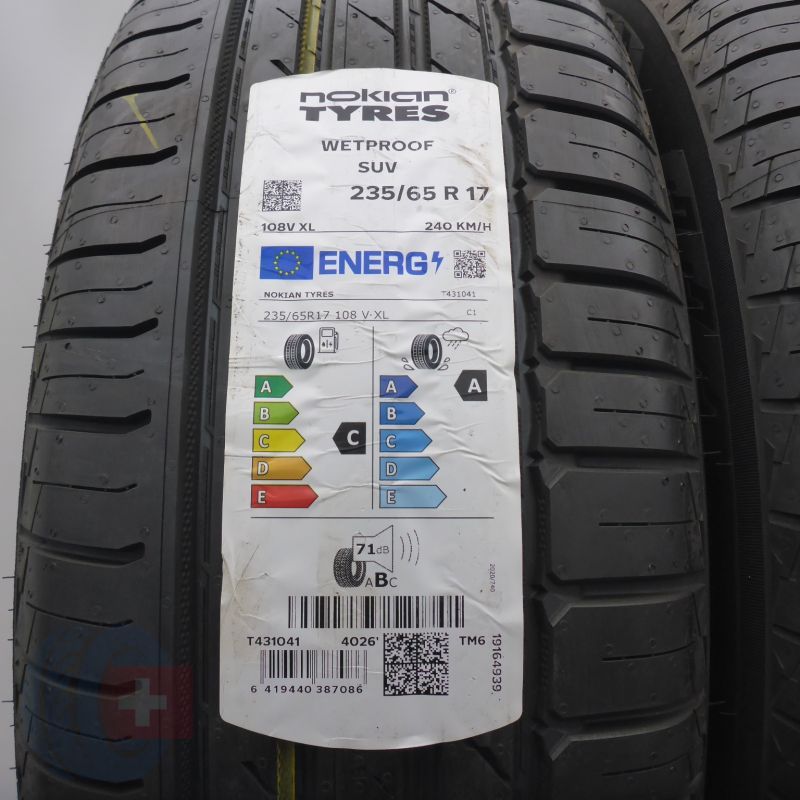 nokian®
TYRES
WETPROOF
SUV
235/65 R 17
108V XL 240 KM/H
ENERG
NOKIAN TYRES T431041
235/65R17 108 V XL C1
A A A
B B
C C C
D D
E E
71dB
ABC
2020/740
T431041 4026' TM6
19164939
6 419440 387086